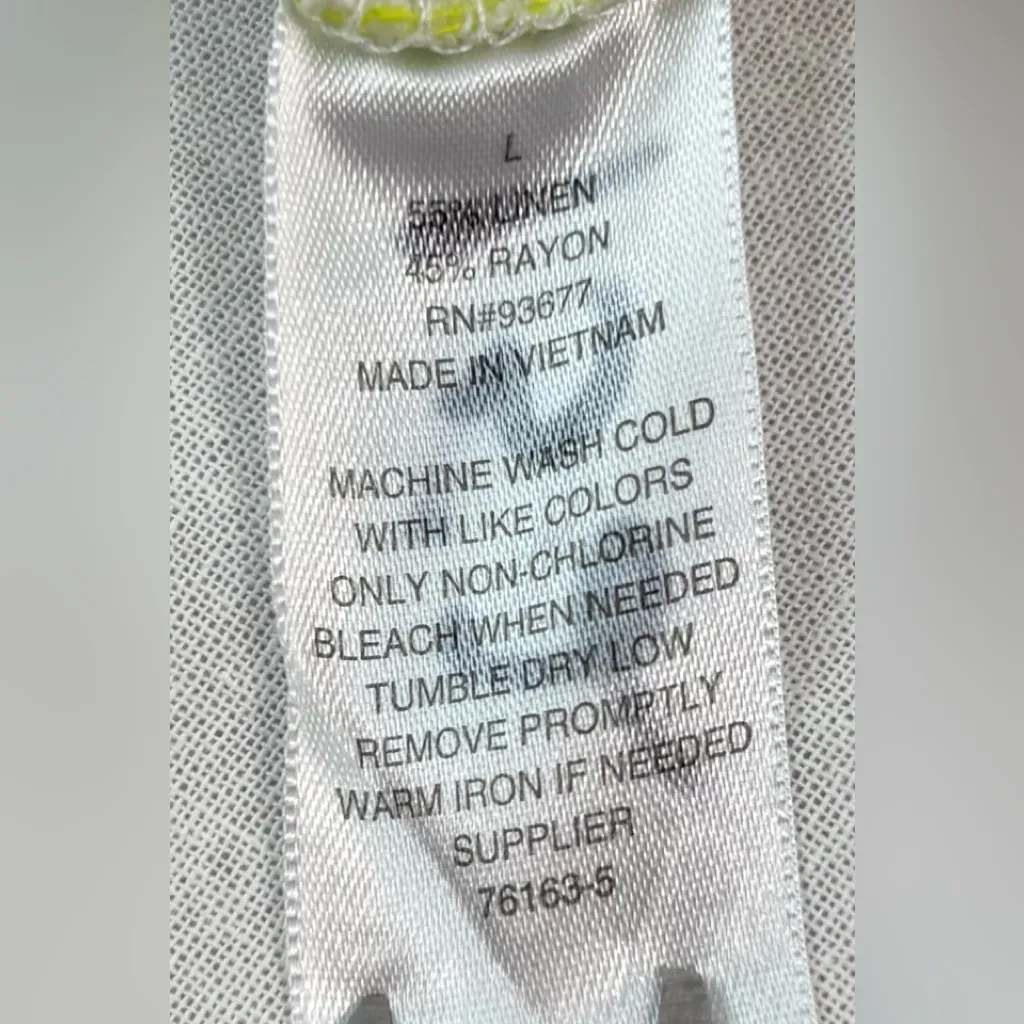 L
55% LINEN
45% RAYON
RN#93677
MADE IN VIETNAM
MACHINE WASH COLD
WITH LIKE COLORS
ONLY NON-CHLORINE
BLEACH WHEN NEEDED
TUMBLE DRY LOW
REMOVE PROMPTLY
WARM IRON IF NEEDED
SUPPLIER
76163-5